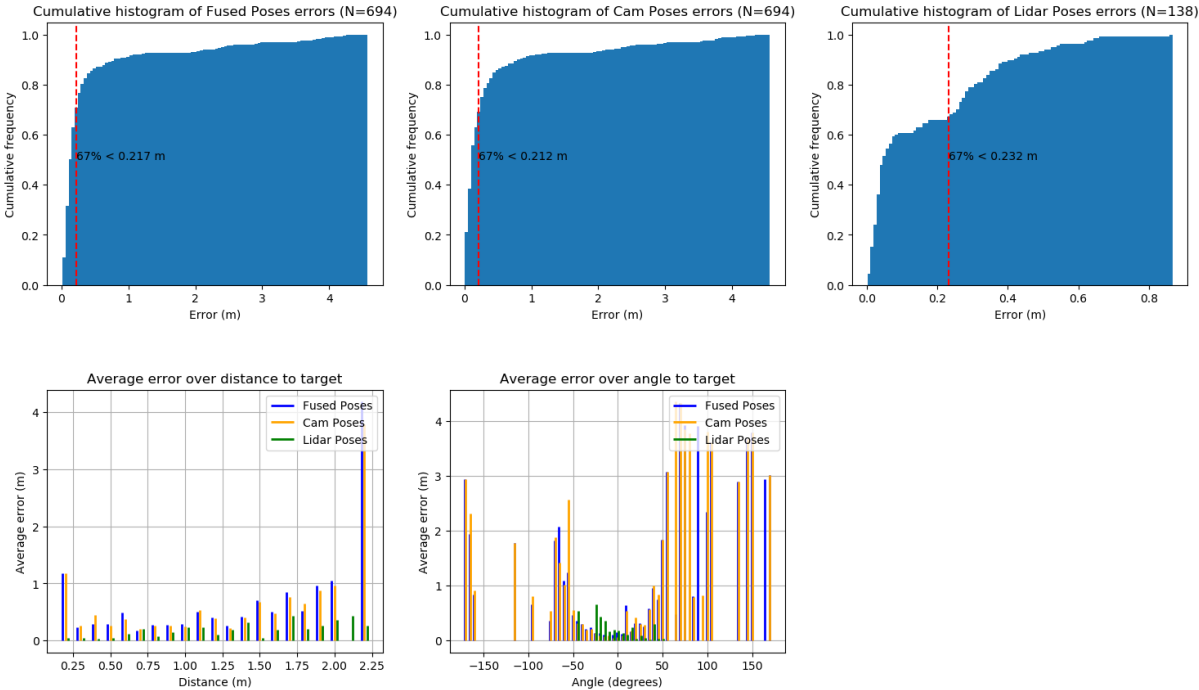 Cumulative histogram of Fused Poses errors (N=694)
Cumulative frequency
1.0
0.8
0.6
0.4
0.2
0.0
67% < 0.217 m
0 1 2 3 4
Error (m)
Cumulative histogram of Cam Poses errors (N=694)
Cumulative frequency
1.0
0.8
0.6
0.4
0.2
0.0
67% < 0.212 m
0 1 2 3 4
Error (m)
Cumulative histogram of Lidar Poses errors (N=138)
Cumulative frequency
1.0
0.8
0.6
0.4
0.2
0.0
67% < 0.232 m
0.0 0.2 0.4 0.6 0.8
Error (m)
Average error over distance to target
Average error (m)
4
3
2
1
0
Fused Poses
Cam Poses
Lidar Poses
0.25 0.50 0.75 1.00 1.25 1.50 1.75 2.00 2.25
Distance (m)
Average error over angle to target
Average error (m)
4
3
2
1
0
Fused Poses
Cam Poses
Lidar Poses
−150 −100 −50 0 50 100 150
Angle (degrees)